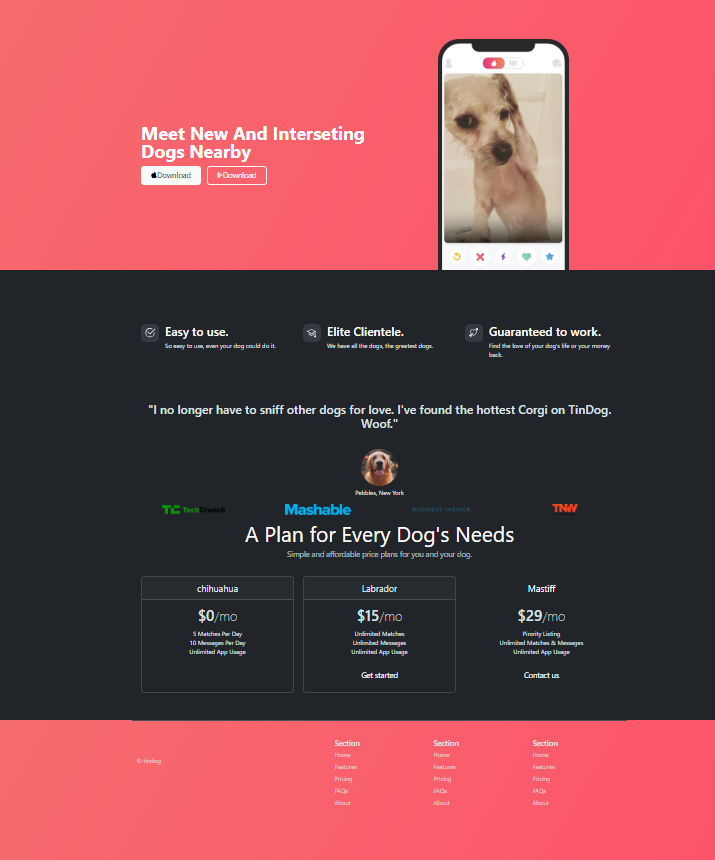 Meet New And Interseting
Dogs Nearby
Download Download
Easy to use.
So easy to use, even your dog could do it.
Elite Clientele.
We have all the dogs, the greatest dogs.
Guaranteed to work.
Find the love of your dog's life or your money
back.
"I no longer have to sniff other dogs for love. I've found the hottest Corgi on TinDog.
Woof."
Pebbles, New York
TC TechCrunch Mashable BUSINESS INSIDER TNW
A Plan for Every Dog's Needs
Simple and affordable price plans for you and your dog.
chihuahua
$0/mo
5 Matches Per Day
10 Messages Per Day
Unlimited App Usage
Labrador
$15/mo
Unlimited Matches
Unlimited Messages
Unlimited App Usage
Get started
Mastiff
$29/mo
Pirority Listing
Unlimited Matches & Messages
Unlimited App Usage
Contact us
© tindog
Section
Home
Features
Pricing
FAQs
About
Section
Home
Features
Pricing
FAQs
About
Section
Home
Features
Pricing
FAQs
About